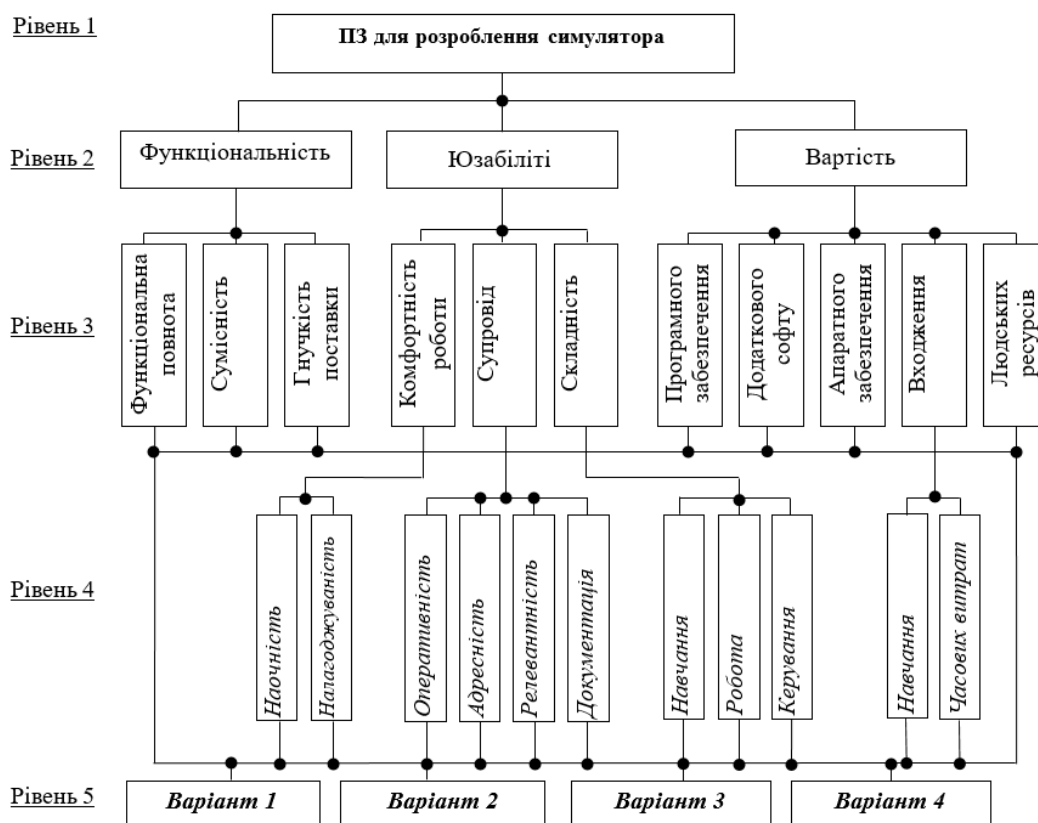 Рівень 1
ПЗ для розроблення симулятора
Рівень 2
Функціональність
Юзабіліті
Вартість
Рівень 3
Функціональна
повнота
Сумісність
Гнучкість
поставки
Комфортність
роботи
Супровід
Складність
Програмного
забезпечення
Додаткового
софту
Апаратного
забезпечення
Входження
Людських
ресурсів
Рівень 4
Наочність
Налагоджуваність
Оперативність
Адресність
Релевантність
Документація
Навчання
Робота
Керування
Навчання
Часових витрат
Рівень 5
Варіант 1
Варіант 2
Варіант 3
Варіант 4